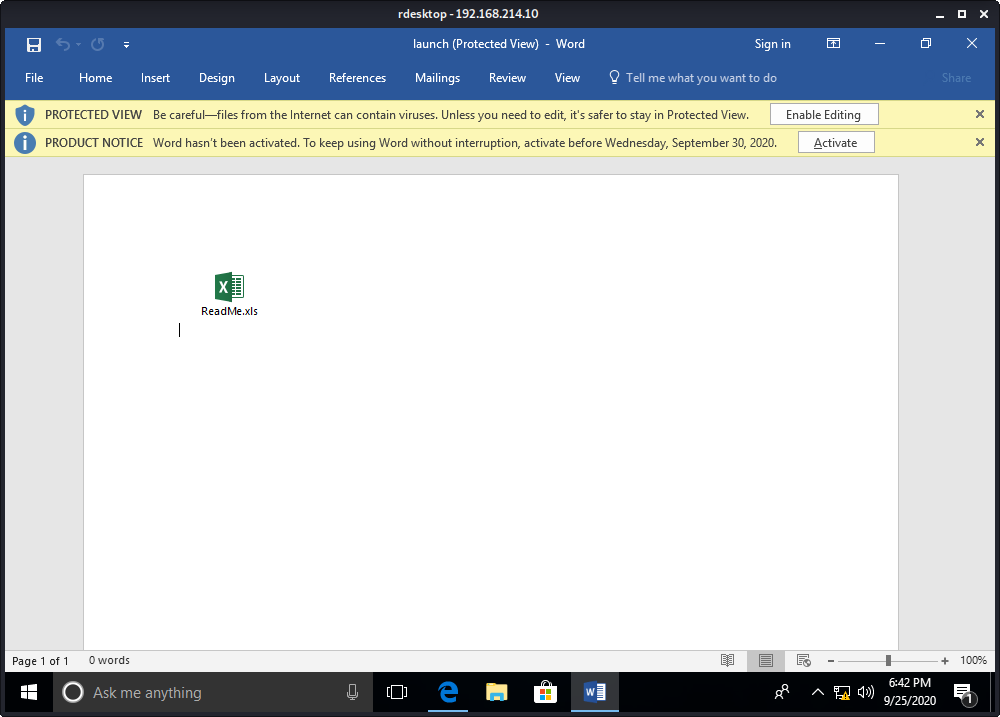 rdesktop - 192.168.214.10
launch (Protected View) - Word
Sign in
File Home Insert Design Layout References Mailings Review View Tell me what you want to do Share
PROTECTED VIEW Be careful—files from the Internet can contain viruses. Unless you need to edit, it's safer to stay in Protected View. Enable Editing
PRODUCT NOTICE Word hasn't been activated. To keep using Word without interruption, activate before Wednesday, September 30, 2020. Activate
ReadMe.xls
Page 1 of 1 0 words 100%
Ask me anything
6:42 PM
9/25/2020
1